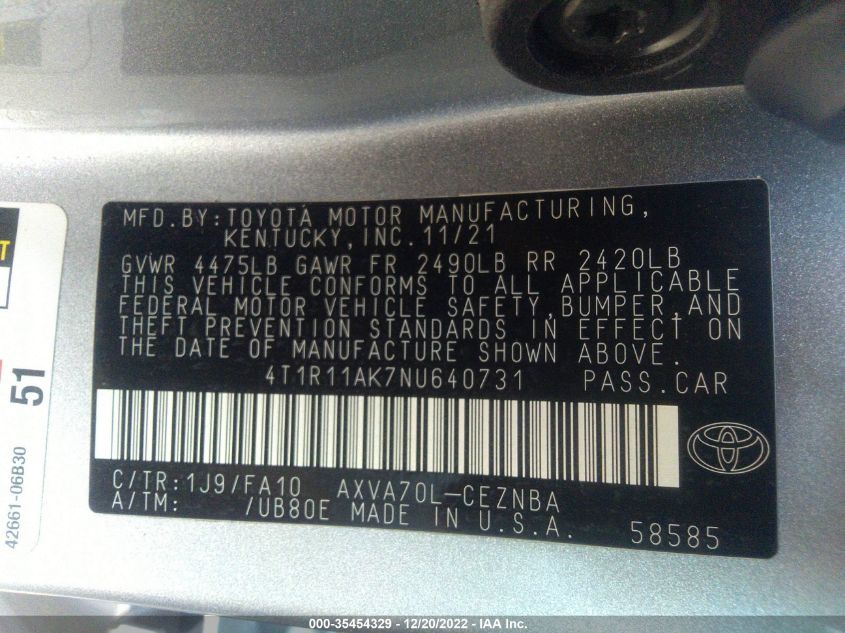 MFD. BY: TOYOTA MOTOR MANUFACTURING,
KENTUCKY, INC. 11/21
GVWR 4475LB GAWR FR 2490LB RR 2420LB
THIS VEHICLE CONFORMS TO ALL APPLICABLE
FEDERAL MOTOR VEHICLE SAFETY, BUMPER, AND
THEFT PREVENTION STANDARDS IN EFFECT ON
THE DATE OF MANUFACTURE SHOWN ABOVE.
4T1R11AK7NU640731 PASS. CAR
C/TR: 1J9/FA10 AXVA70L-CEZNBA
A/TM: /UB80E MADE IN U.S.A.
58585
51
42661-06B30
000-35454329 - 12/20/2022 - IAA Inc.